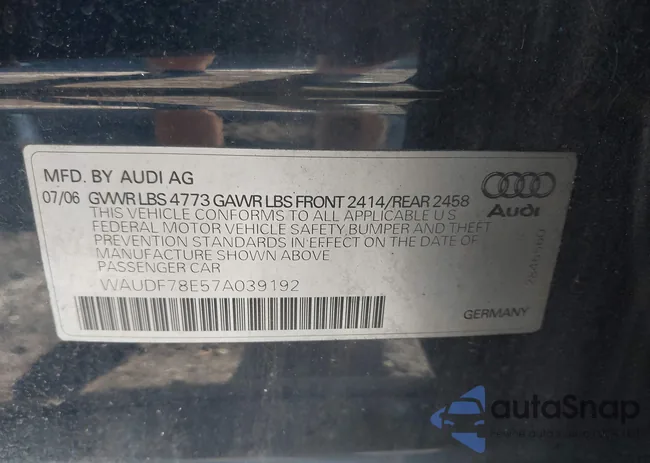 MFD. BY AUDI AG
07/06 GVWR LBS 4773 GAWR LBS FRONT 2414/REAR 2458
THIS VEHICLE CONFORMS TO ALL APPLICABLE U S
FEDERAL MOTOR VEHICLE SAFETY, BUMPER AND THEFT
PREVENTION STANDARDS IN EFFECT ON THE DATE OF
MANUFACTURE SHOWN ABOVE
PASSENGER CAR
WAUDF78E57A039192
Audi
GERMANY
autoSnap